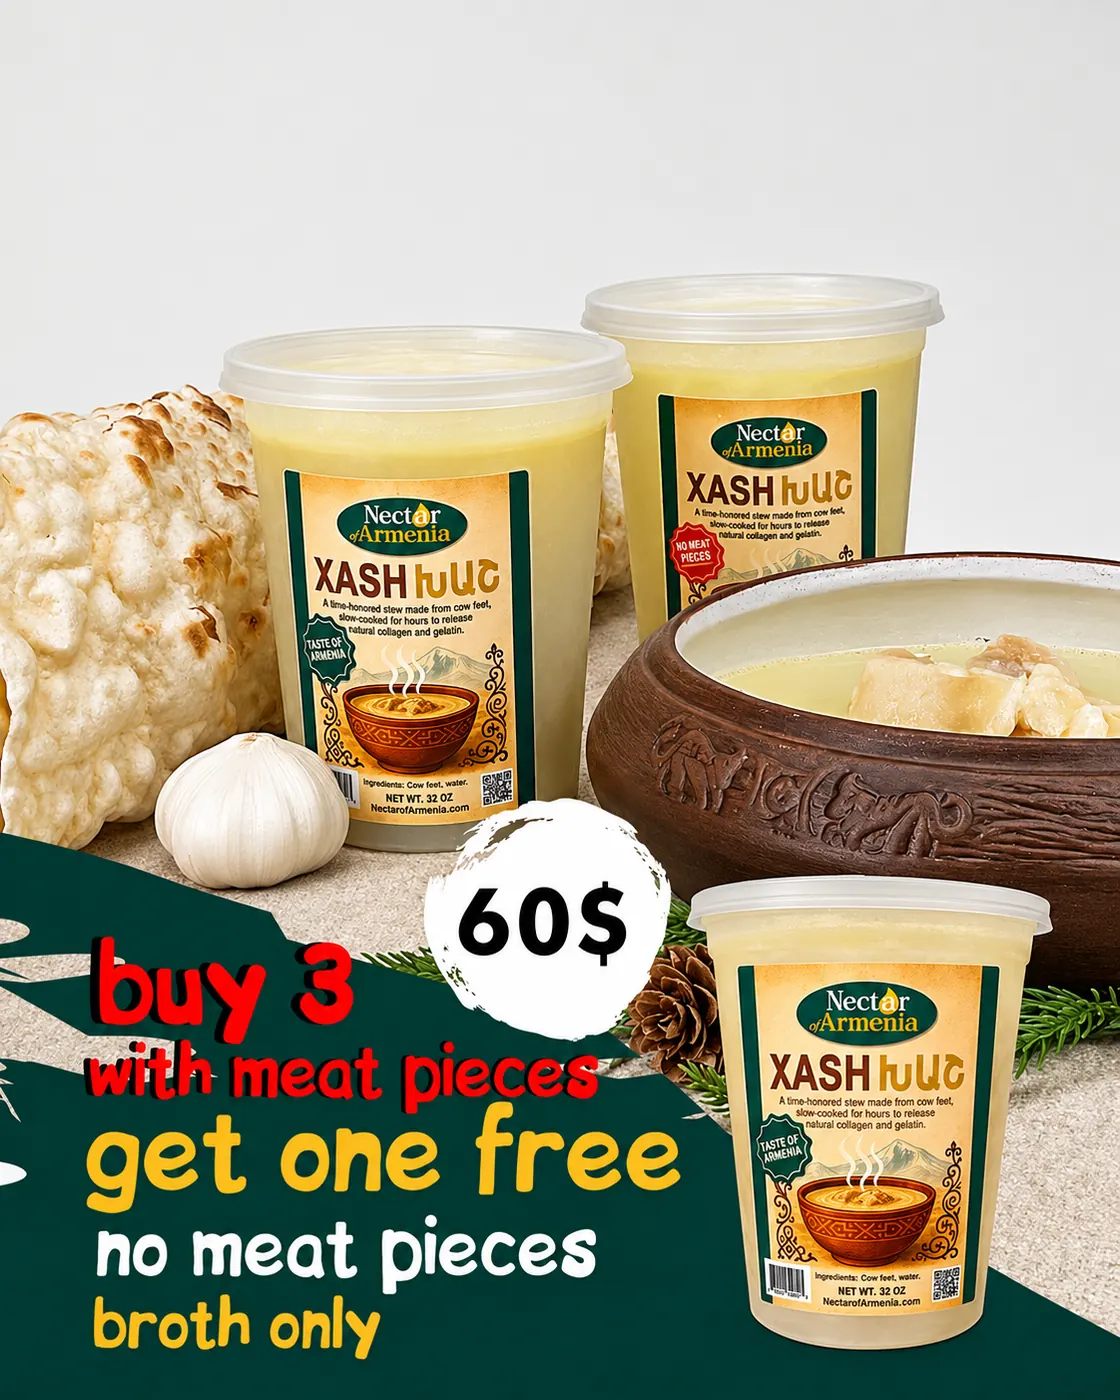 Nectar
of Armenia
XASH ԽԱՇ
A time-honored stew made from cow feet,
slow-cooked for hours to release
natural collagen and gelatin.
TASTE OF
ARMENIA
Ingredients: Cow feet, water.
NET WT. 32 OZ
NectarofArmenia.com
Nectar
of Armenia
XASH ԽԱՇ
A time-honored stew made from cow feet,
slow-cooked for hours to release
natural collagen and gelatin.
NO MEAT
PIECES
60$
buy 3
with meat pieces
get one free
no meat pieces
broth only
Nectar
of Armenia
XASH ԽԱՇ
A time-honored stew made from cow feet,
slow-cooked for hours to release
natural collagen and gelatin.
TASTE OF
ARMENIA
Ingredients: Cow feet, water.
NET WT. 32 OZ
NectarofArmenia.com